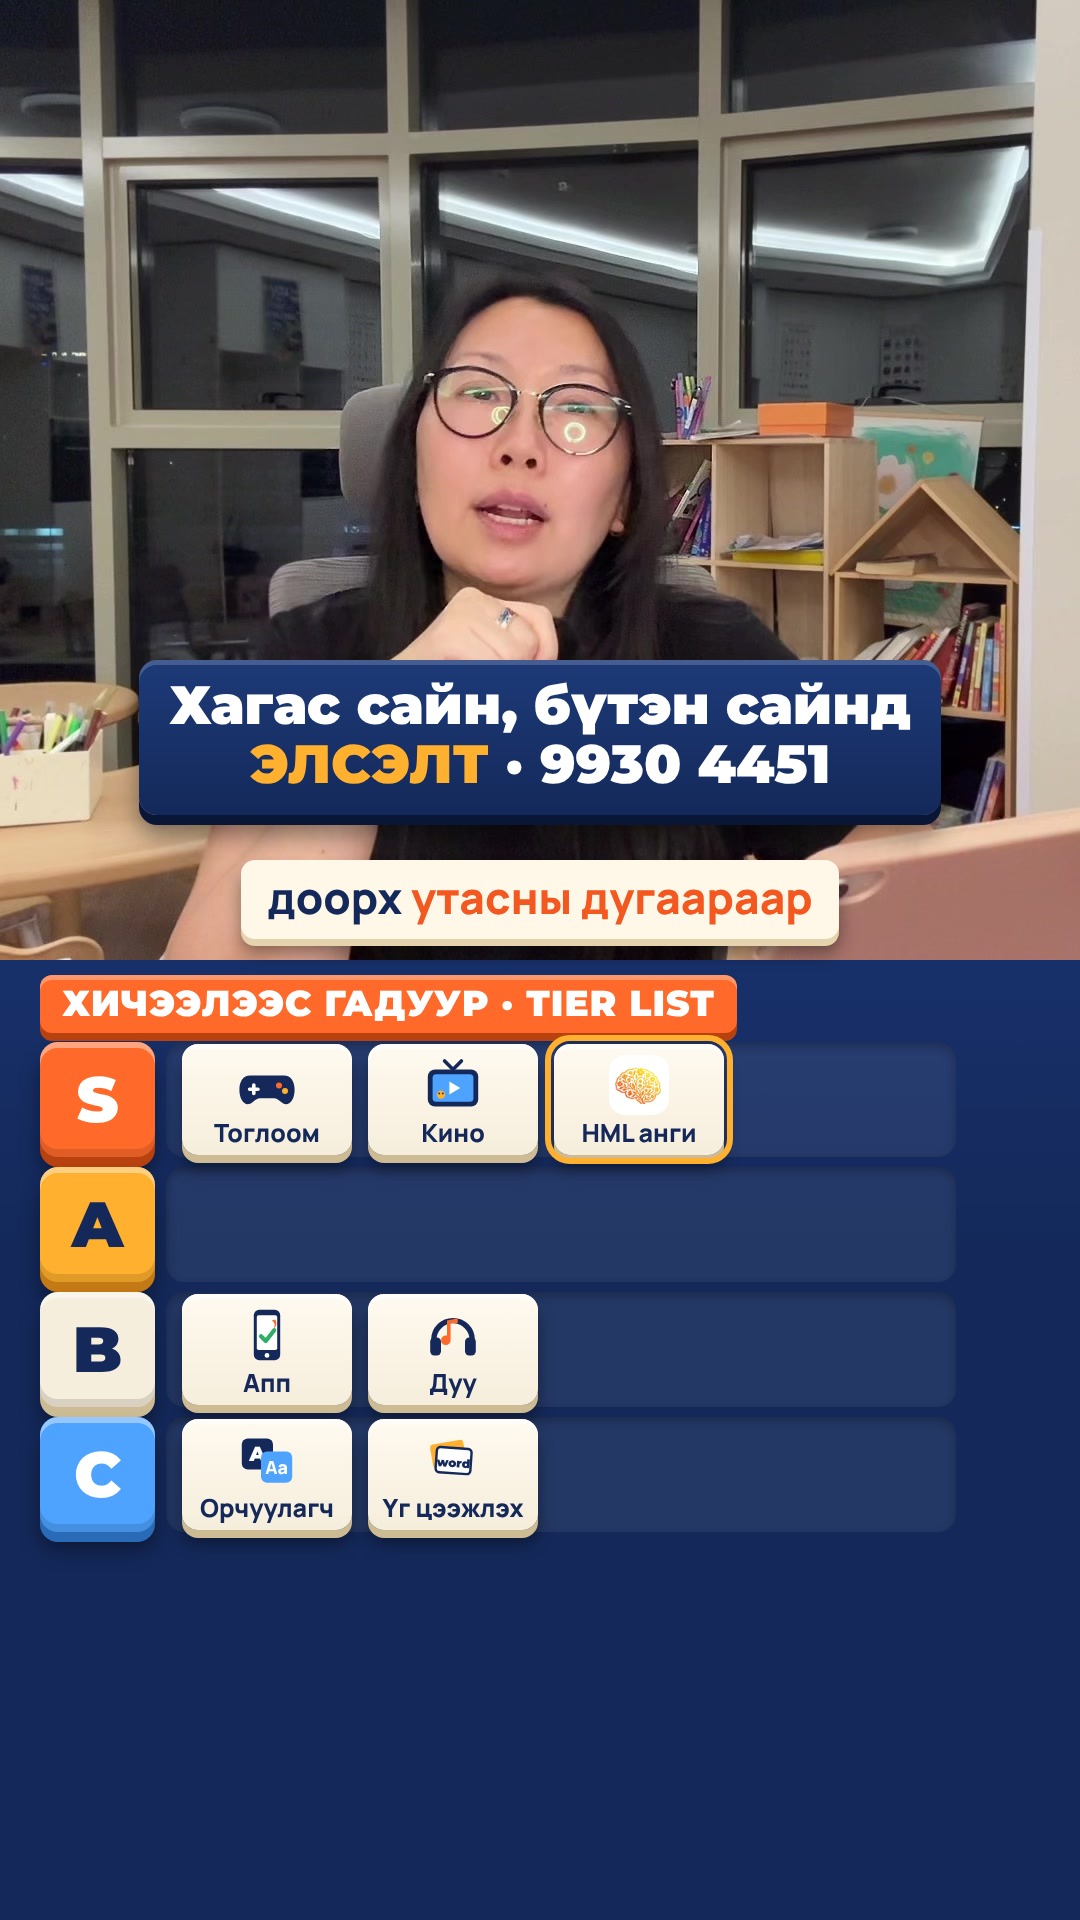 Хагас сайн, бүтэн сайнд
ЭЛСЭЛТ • 9930 4451
доорх утасны дугаараар
ХИЧЭЭЛЭЭС ГАДУУР • TIER LIST
S
Тоглоом
Кино
HML анги
A
B
Апп
Дуу
C
A
Aa
word
Орчуулагч
Үг цээжлэх